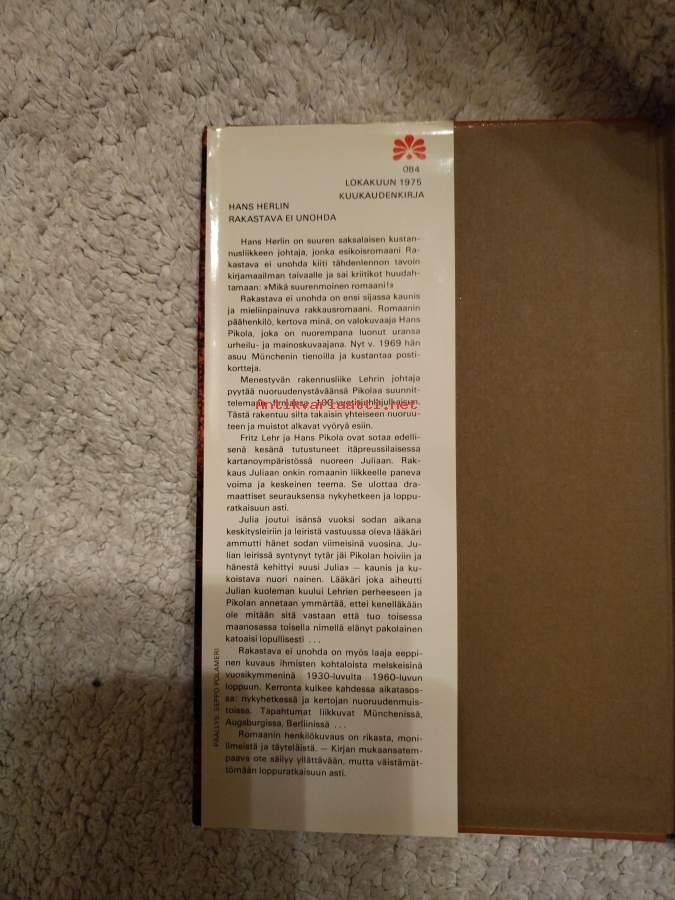 084
LOKAKUUN 1975
KUUKAUDENKIRJA
HANS HERLIN
RAKASTAVA EI UNOHDA
Hans Herlin on suuren saksalaisen kustan-
nusliikkeen johtaja, jonka esikoisromaani Ra-
kastava ei unohda kiiti tähdenlennon tavoin
kirjamaailman taivaalle ja sai kriitikot huudah-
tamaan: »Mikä suurenmoinen romaani!»
Rakastava ei unohda on ensi sijassa kaunis
ja mieliinpainuva rakkausromaani. Romaanin
päähenkilö, kertova minä, on valokuvaaja Hans
Pikola, joka on nuorempana luonut uransa
urheilu- ja mainoskuvaajana. Nyt v. 1969 hän
asuu Münchenin tienoilla ja kustantaa posti-
kortteja.
Menestyvän rakennusliike Lehrin johtaja
pyytää nuoruudenystäväänsä Pikolaa suunnit-
telemaan firmansa 100-vuotisjuhlajulkaisun.
Antikvariaatti.net
Tästä rakentuu silta takaisin yhteiseen nuoruu-
teen ja muistot alkavat vyöryä esiin.
Fritz Lehr ja Hans Pikola ovat sotaa edelli-
senä kesänä tutustuneet itäpreussilaisessa
kartanoympäristössä nuoreen Juliaan. Rak-
kaus Juliaan onkin romaanin liikkeelle paneva
voima ja keskeinen teema. Se ulottaa dra-
maattiset seurauksensa nykyhetkeen ja loppu-
ratkaisuun asti.
Julia joutui isänsä vuoksi sodan aikana
keskitysleiriin ja leiristä vastuussa oleva lääkäri
ammutti hänet sodan viimeisinä vuosina. Ju-
lian leirissä syntynyt tytär jäi Pikolan hoiviin ja
hänestä kehittyi »uusi Julia» — kaunis ja ku-
koistava nuori nainen. Lääkäri joka aiheutti
Julian kuoleman kuului Lehrien perheeseen ja
Pikolan annetaan ymmärtää, ettei kenelläkään
ole mitään sitä vastaan että tuo toisessa
maanosassa toisella nimellä elänyt pakolainen
katoaisi lopullisesti . . .
Rakastava ei unohda on myös laaja eeppi-
nen kuvaus ihmisten kohtaloista melskeisinä
vuosikymmeninä 1930-luvulta 1960-luvun
loppuun. Kerronta kulkee kahdessa aikatasos-
sa: nykyhetkessä ja kertojan nuoruudenmuis-
toissa. Tapahtumat liikkuvat Münchenissä,
Augsburgissa, Berliinissä . . .
Romaanin henkilökuvaus on rikasta, moni-
ilmeistä ja täyteläistä. — Kirjan mukaansatem-
paava ote säilyy yllättävään, mutta väistämät-
tömään loppuratkaisuun asti.
PÄÄLLYS: SEPPO POLAMERI